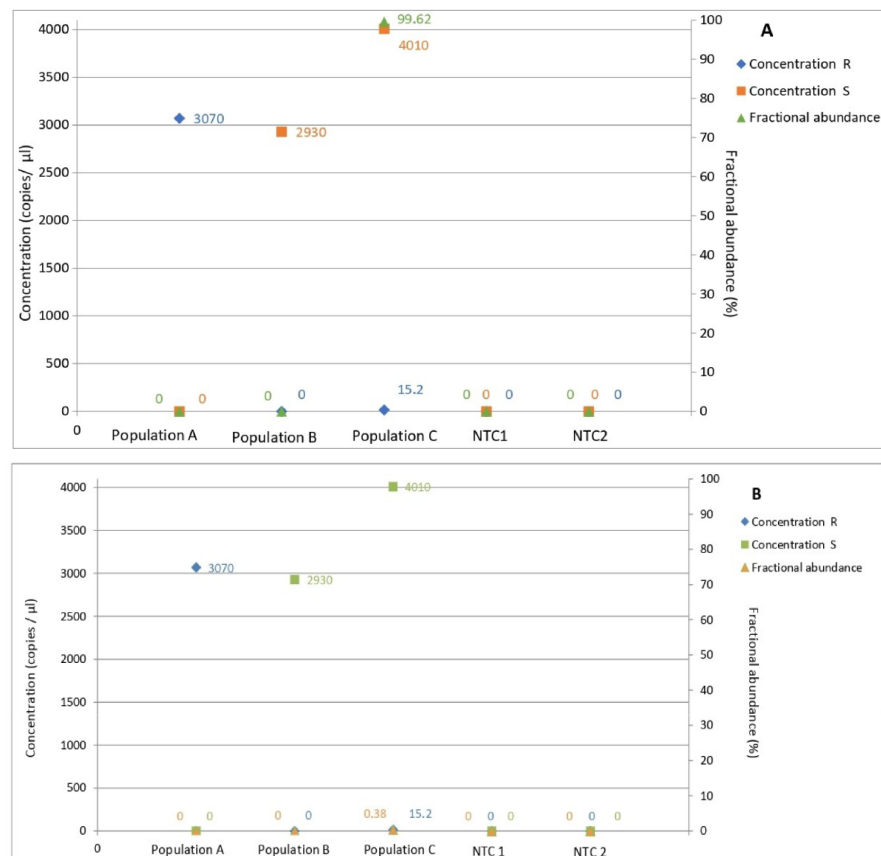 A
Concentration R
Concentration S
Fractional abundance
Concentration (copies/ µl)
Fractional abundance (%)
4000
3500
3000
2500
2000
1500
1000
500
0
0
100
90
80
70
60
50
40
30
20
10
0
99.62
4010
3070
2930
15.2
0 0
0 0
0 0 0
0 0 0
Population A
Population B
Population C
NTC1
NTC2
B
Concentration R
Concentration S
Fractional abundance
Concentration (copies / µl)
Fractional abundance (%)
4000
3500
3000
2500
2000
1500
1000
500
0
0
100
90
80
70
60
50
40
30
20
10
0
4010
3070
2930
0 0
0 0
0.38 15.2
0 0 0
0 0 0
Population A
Population B
Population C
NTC 1
NTC 2